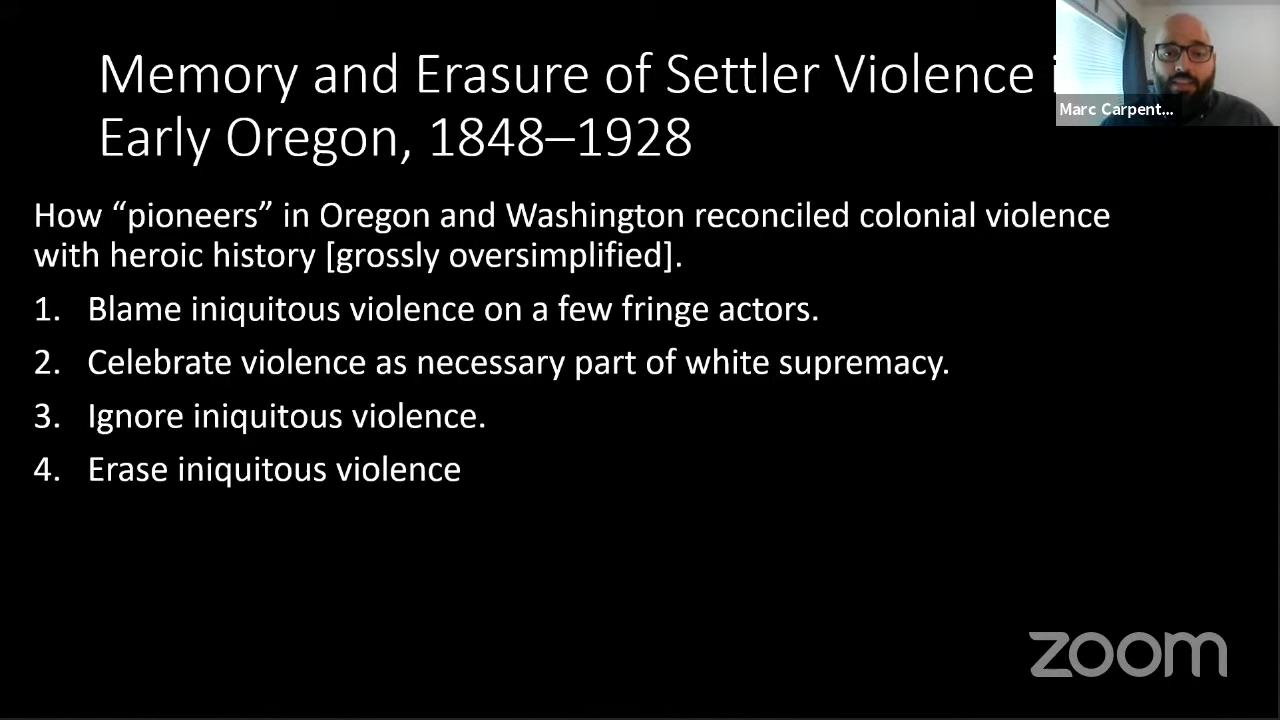 Memory and Erasure of Settler Violence i
Early Oregon, 1848–1928
Marc Carpent...
How “pioneers” in Oregon and Washington reconciled colonial violence
with heroic history [grossly oversimplified].
1. Blame iniquitous violence on a few fringe actors.
2. Celebrate violence as necessary part of white supremacy.
3. Ignore iniquitous violence.
4. Erase iniquitous violence
zoom